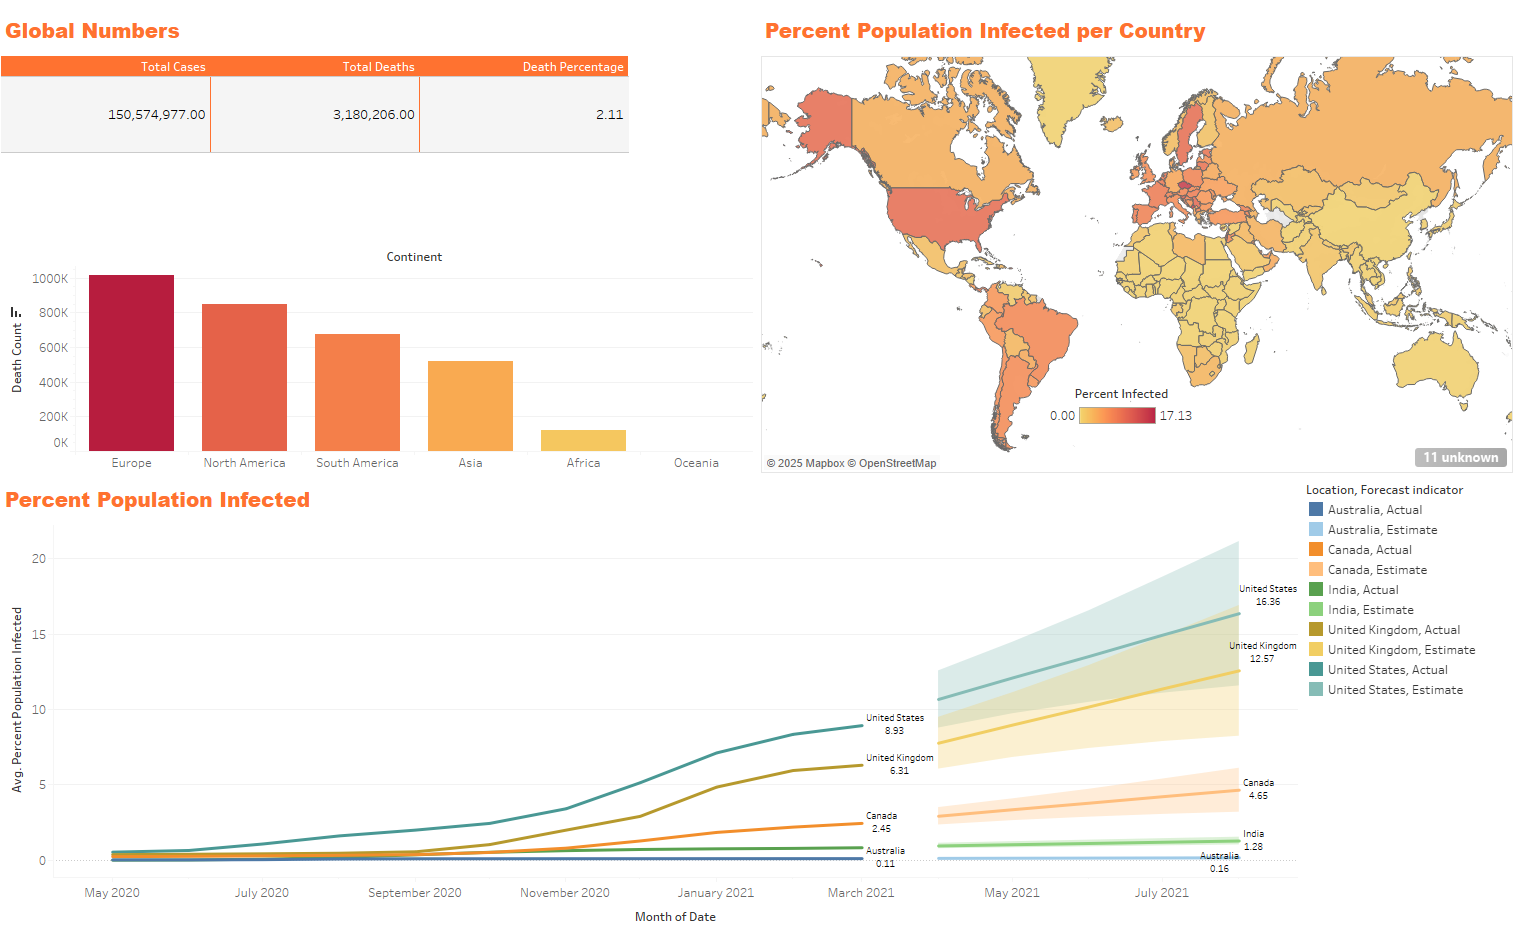 Global Numbers
Total Cases Total Deaths Death Percentage
150,574,977.00 3,180,206.00 2.11
Continent
Death Count
1000K
800K
600K
400K
200K
0K
Europe North America South America Asia Africa Oceania
Percent Population Infected per Country
Percent Infected
0.00 17.13
© 2025 Mapbox © OpenStreetMap
11 unknown
Percent Population Infected
Avg. Percent Population Infected
20
15
10
5
0
United States
8.93
United Kingdom
6.31
Canada
2.45
Australia
0.11
United States
16.36
United Kingdom
12.57
Canada
4.65
India
1.28
Australia
0.16
May 2020 July 2020 September 2020 November 2020 January 2021 March 2021 May 2021 July 2021
Month of Date
Location, Forecast indicator
Australia, Actual
Australia, Estimate
Canada, Actual
Canada, Estimate
India, Actual
India, Estimate
United Kingdom, Actual
United Kingdom, Estimate
United States, Actual
United States, Estimate